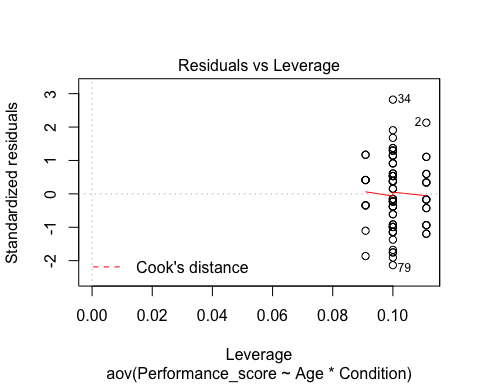 Residuals vs Leverage
Standardized residuals
3
2
1
0
-1
-2
34
2
79
Cook's distance
0.00 0.02 0.04 0.06 0.08 0.10
Leverage
aov(Performance_score ~ Age * Condition)